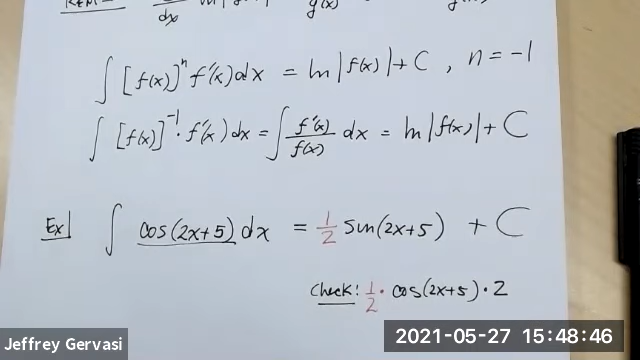 dx
g(x)
∫ [f(x)]^n f'(x) dx = ln|f(x)| + C , n = -1
∫ [f(x)]^-1 · f'(x) dx = ∫ f'(x)/f(x) dx = ln|f(x)| + C
Ex| ∫ cos(2x+5) dx = 1/2 sin(2x+5) + C
Check: 1/2 · cos(2x+5) · 2
Jeffrey Gervasi
2021-05-27 15:48:46